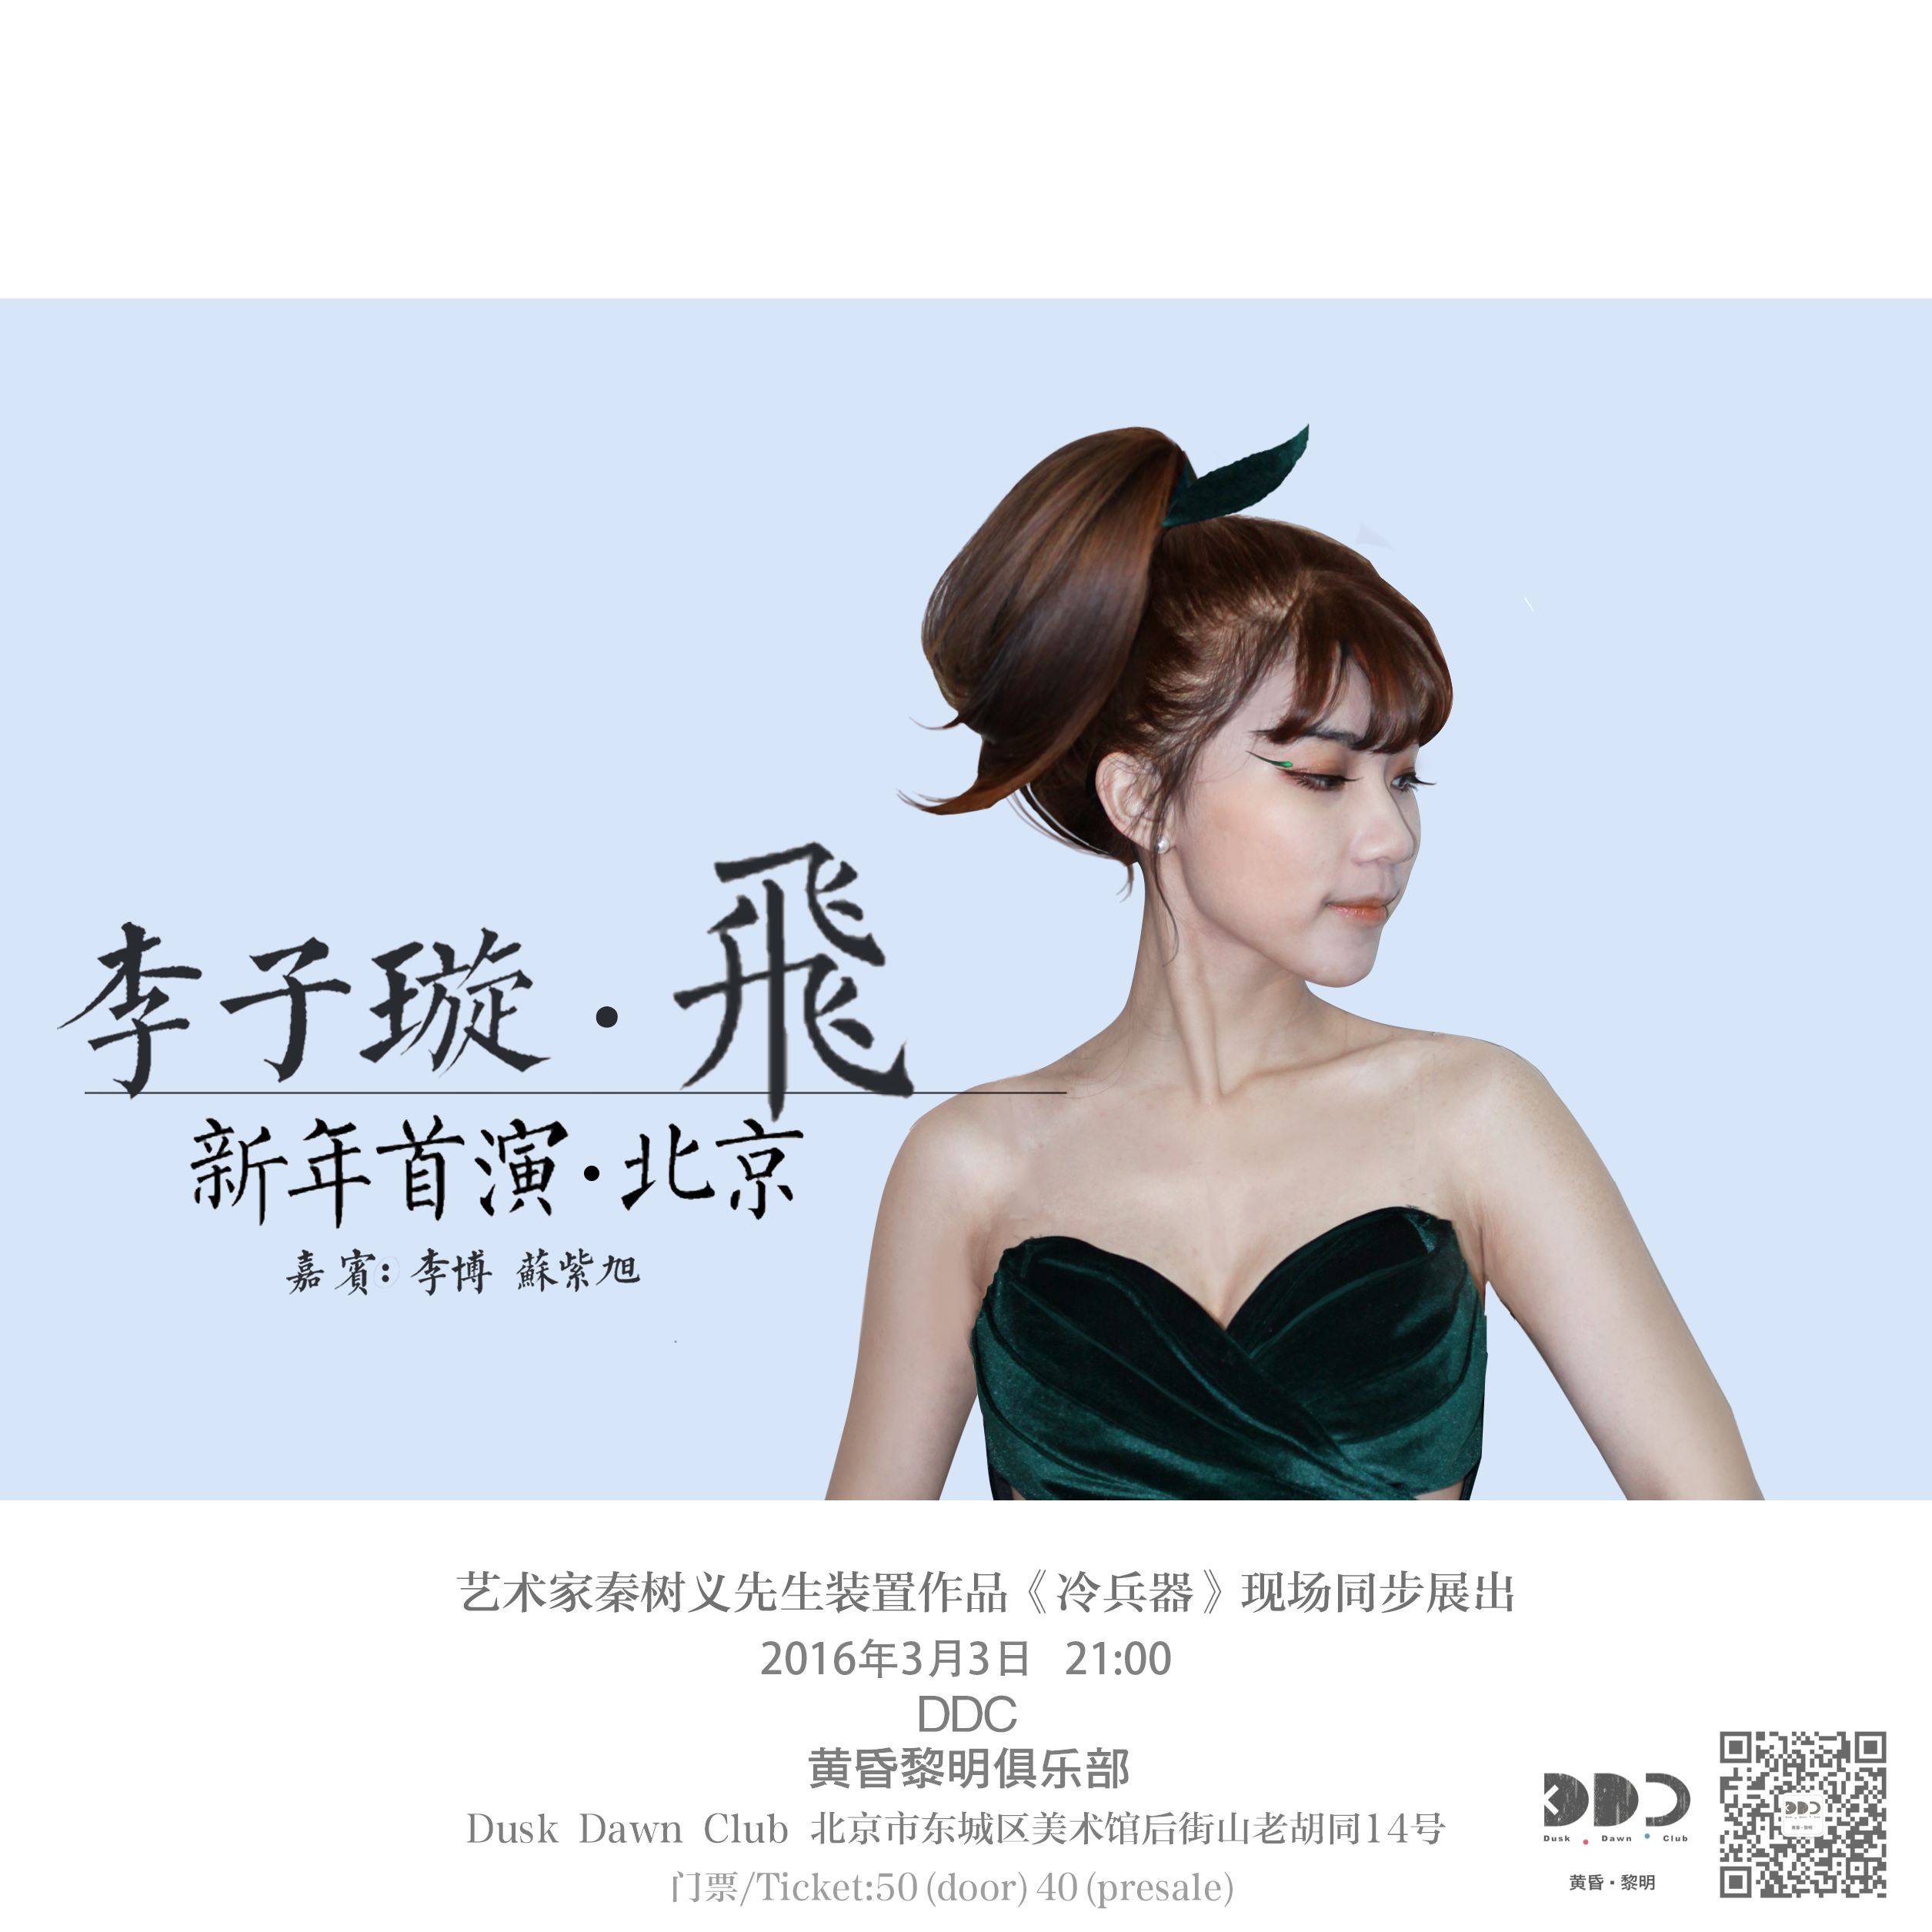 李子璇·飛
新年首演·北京
嘉賓:李博 蘇紫旭
艺术家秦树义先生装置作品《冷兵器》现场同步展出
2016年3月3日 21:00
DDC
黄昏黎明俱乐部
Dusk Dawn Club 北京市东城区美术馆后街山老胡同14号
门票/Ticket:50(door)40(presale)
DDC
Dusk Dawn Club
黄昏·黎明